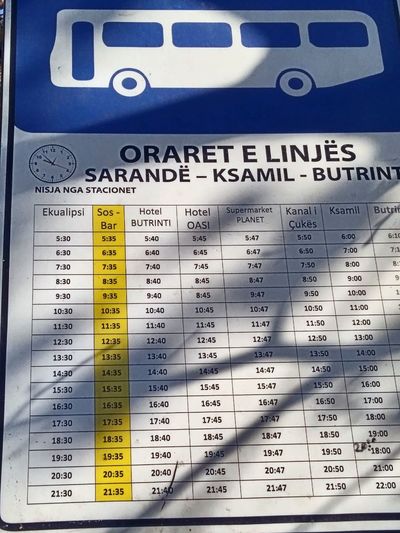 ORARET E LINJËS
SARANDË – KSAMIL - BUTRINT
NISJA NGA STACIONET
Ekualipsi Sos - Bar Hotel BUTRINTI Hotel OASI Supermarket PLANET Kanal i Çukës Ksamil
5:30 5:35 5:40 5:45 5:47 5:50 6:00
6:30 6:35 6:40 6:45 6:47 6:50 7:00
7:30 7:35 7:40 7:45 7:47 7:50 8:00
8:30 8:35 8:40 8:45 8:47 8:50 9:00
9:30 9:35 9:40 9:45 9:47 9:50 10:00
10:30 10:35 10:40 10:45 10:47 10:50 11:00
11:30 11:35 11:40 11:45 11:47 11:50 12:00
12:30 12:35 12:40 12:45 12:47 12:50 13:00
13:30 13:35 13:40 13:45 13:47 13:50 14:00
14:30 14:35 14:40 14:45 14:47 14:50 15:00
15:30 15:35 15:40 15:45 15:47 15:50 16:00
16:30 16:35 16:40 16:45 16:47 16:50 17:00
17:30 17:35 17:40 17:45 17:47 17:50 18:00
18:30 18:35 18:40 18:45 18:47 18:50 19:00
19:30 19:35 19:40 19:45 19:47 19:50
20:30 20:35 20:40 20:45 20:47 20:50 21:00
21:30 21:35 21:40 21:45 21:47 21:50 22:00